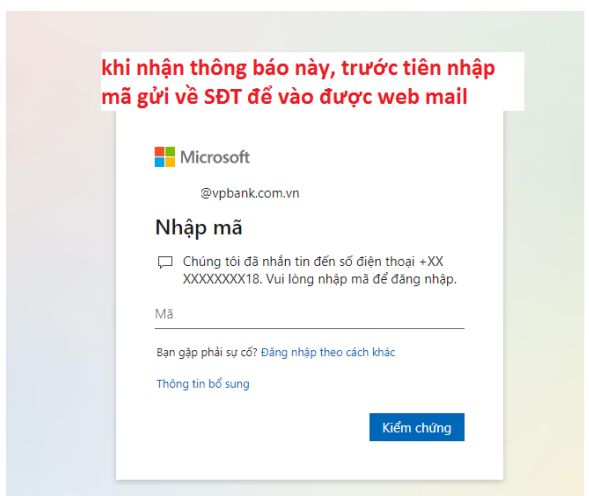 khi nhận thông báo này, trước tiên nhập
mã gửi về SĐT để vào được web mail
Microsoft
@vpbank.com.vn
Nhập mã
Chúng tôi đã nhắn tin đến số điện thoại +XX
XXXXXXXX18. Vui lòng nhập mã để đăng nhập.
Mã
Bạn gặp phải sự cố? Đăng nhập theo cách khác
Thông tin bổ sung
Kiểm chứng